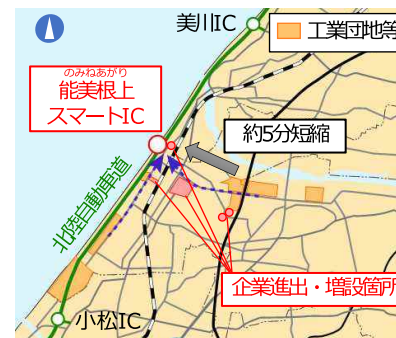 美川IC
工業団地等
のみねあがり
能美根上
スマートIC
約5分短縮
北陸自動車道
企業進出・増設箇所
小松IC